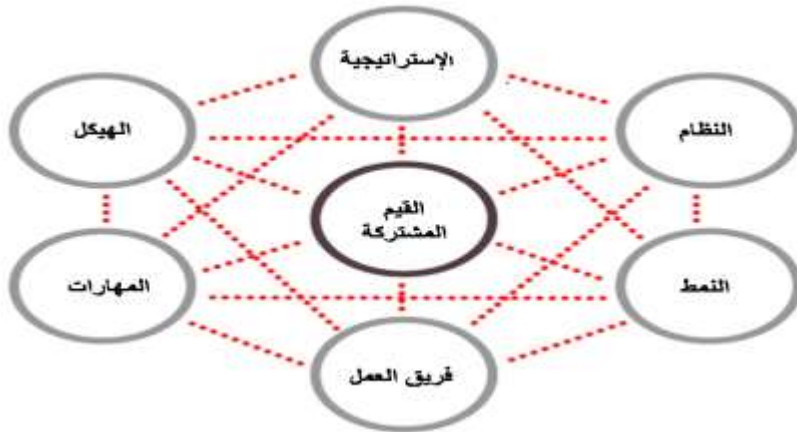 الإستراتيجية
النظام
الهيكل
القيم
المشتركة
النمط
المهارات
فريق العمل